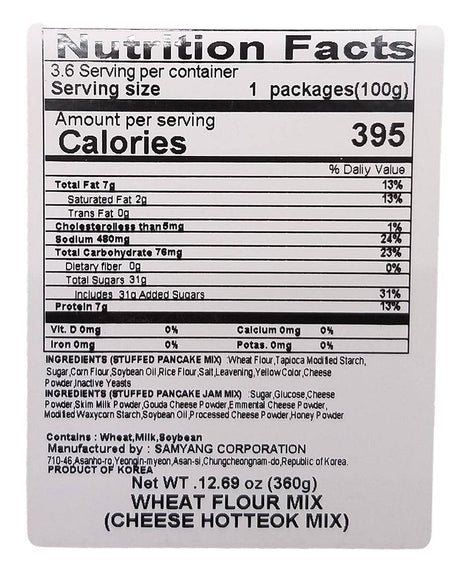 Nutrition Facts
3.6 Serving per container
Serving size 1 packages(100g)
Amount per serving
Calories 395
% Daliy Value
Total Fat 7g 13%
Saturated Fat 2g 13%
Trans Fat 0g
Cholesterolless than5mg 1%
Sodium 480mg 24%
Total Carbohydrate 76mg 23%
Dietary fiber 0g 0%
Total Sugars 31g
Includes 31g Added Sugars 31%
Protein 7g 13%
Vit. D 0mg 0% Calcium 0mg 0%
Iron 0mg 0% Potas. 0mg 0%
INGREDIENTS (STUFFED PANCAKE MIX) :Wheat Flour,Tapioca Modified Starch,
Sugar,Corn Flour,Soybean Oil,Rice Flour,Salt,Leavening,Yellow Color,Cheese
Powder,Inactive Yeasts
INGREDIENTS (STUFFED PANCAKE JAM MIX) :Sugar,Glucose,Cheese
Powder,Skim Milk Powder,Gouda Cheese Powder,Emmental Cheese Powder,
Modified Waxycorn Starch,Soybean Oil,Processed Cheese Powder,Honey Powder
Contains : Wheat,Milk,Soybean
Manufactured by : SAMYANG CORPORATION
710-46,Asanho-ro,Yeongin-myeon,Asan-si,Chungcheongnam-do,Republic of Korea.
PRODUCT OF KOREA
Net WT .12.69 oz (360g)
WHEAT FLOUR MIX
(CHEESE HOTTEOK MIX)